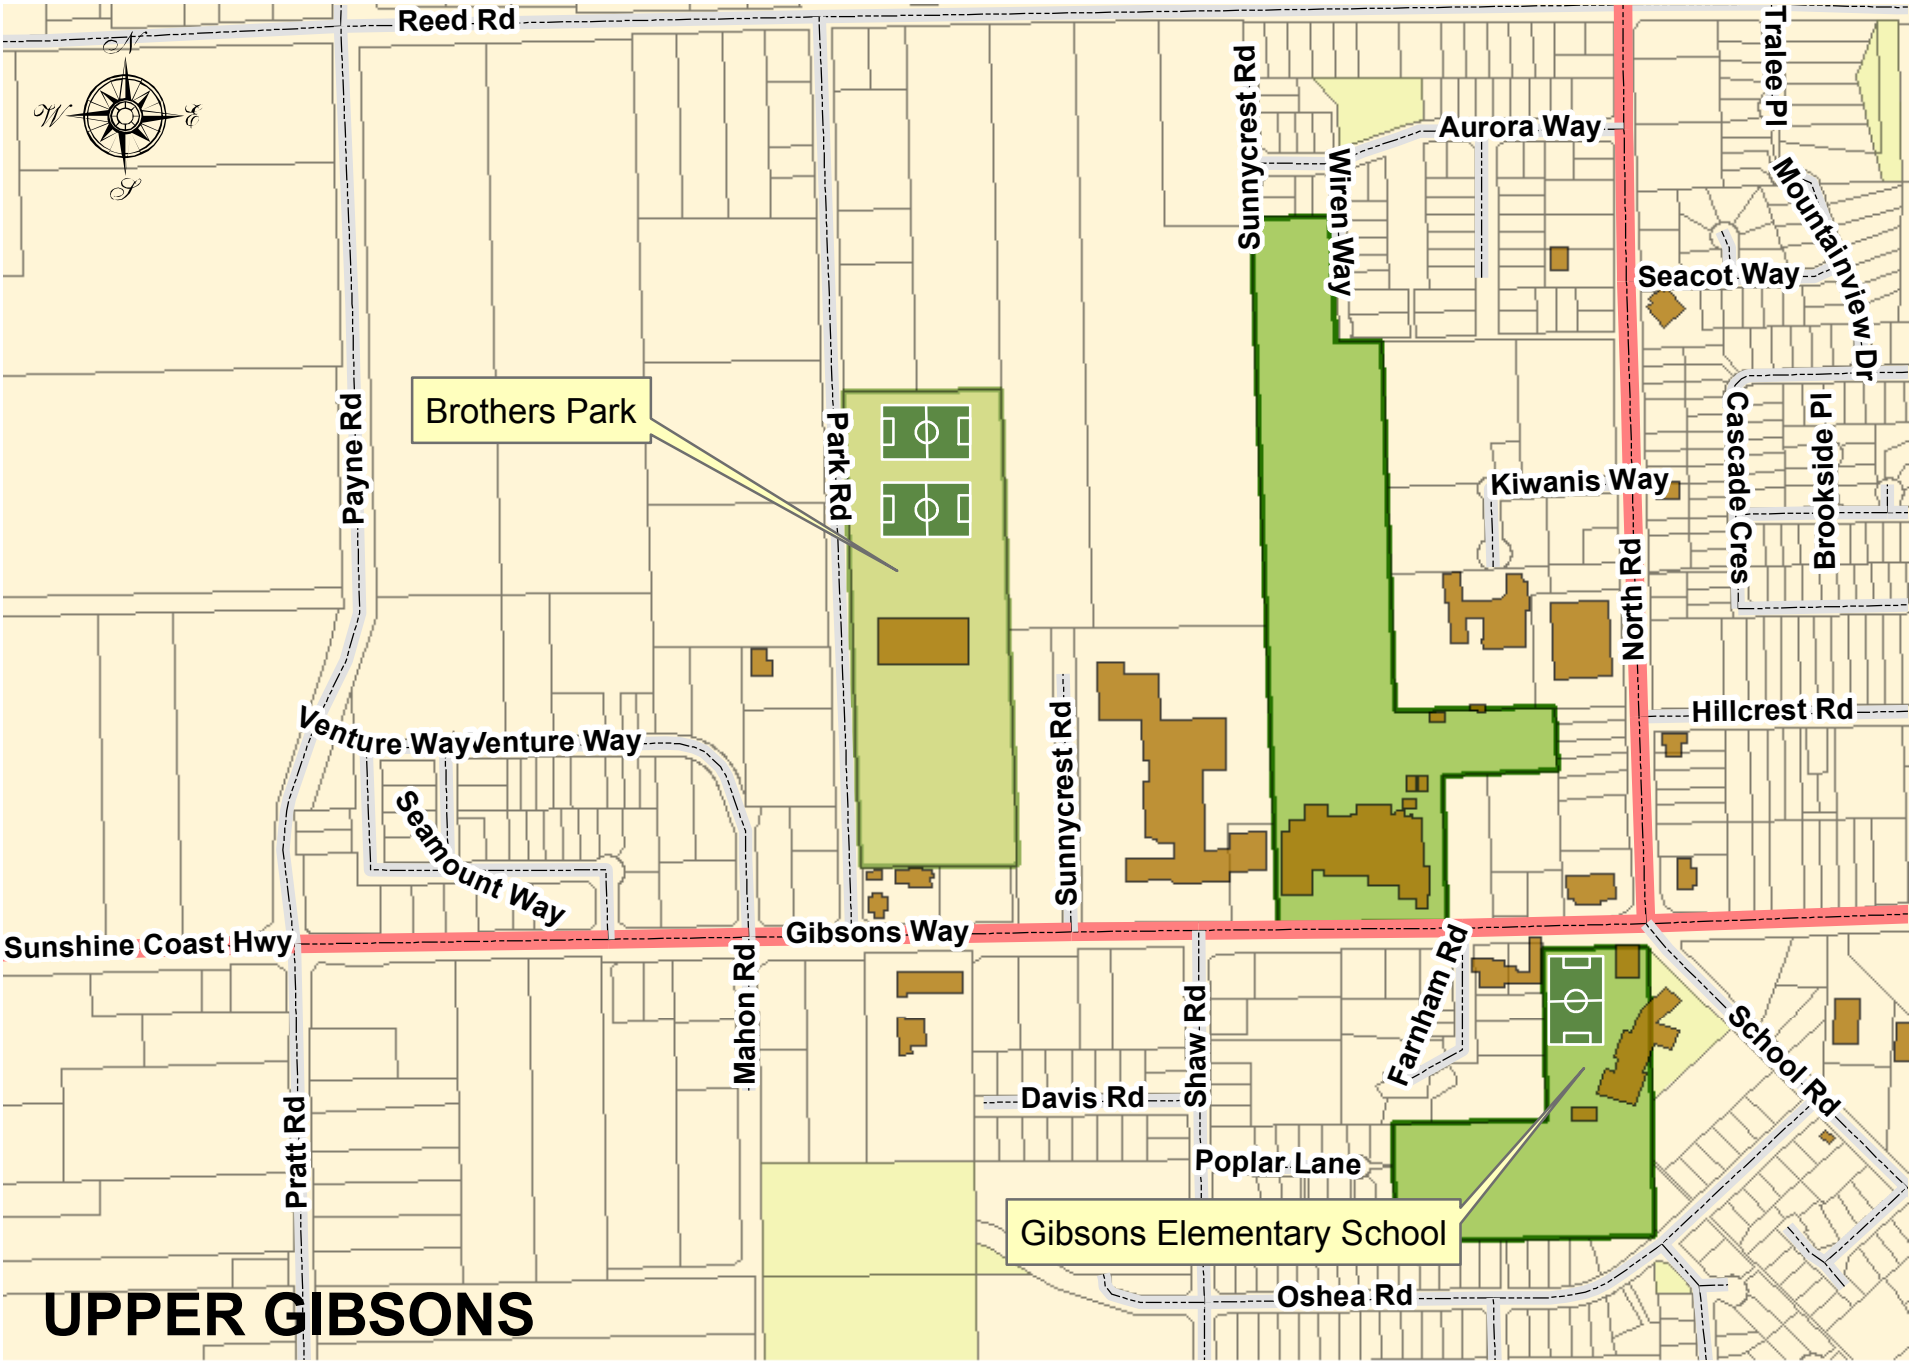 Reed Rd
N
W
E
S
Sunnycrest Rd
Tralee Pl
Aurora Way
Wiren Way
Mountainview Dr
Seacot Way
Brothers Park
Payne Rd
Park Rd
Cascade Cres
Brookside Pl
Kiwanis Way
North Rd
Hillcrest Rd
Venture Way
Venture Way
Sunnycrest Rd
Seamount Way
Sunshine Coast Hwy
Gibsons Way
Mahon Rd
Farnham Rd
Shaw Rd
School Rd
Pratt Rd
Davis Rd
Poplar Lane
Gibsons Elementary School
Oshea Rd
UPPER GIBSONS